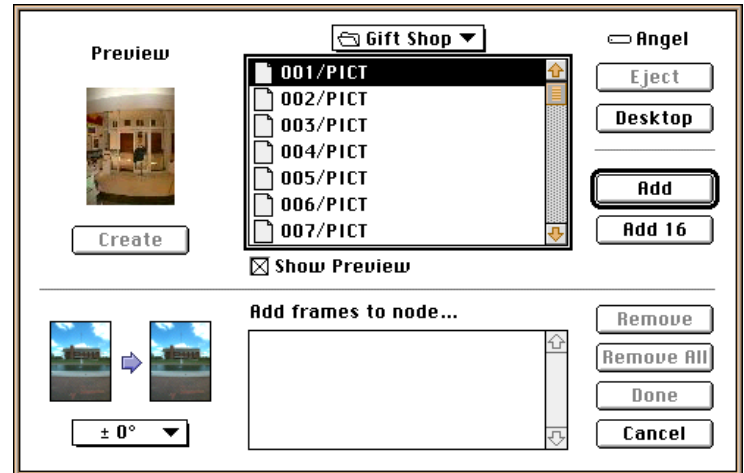 Preview
Gift Shop
Angel
001/PICT
002/PICT
003/PICT
004/PICT
005/PICT
006/PICT
007/PICT
Eject
Desktop
Add
Add 16
Create
Show Preview
Add frames to node...
± 0°
Remove
Remove All
Done
Cancel